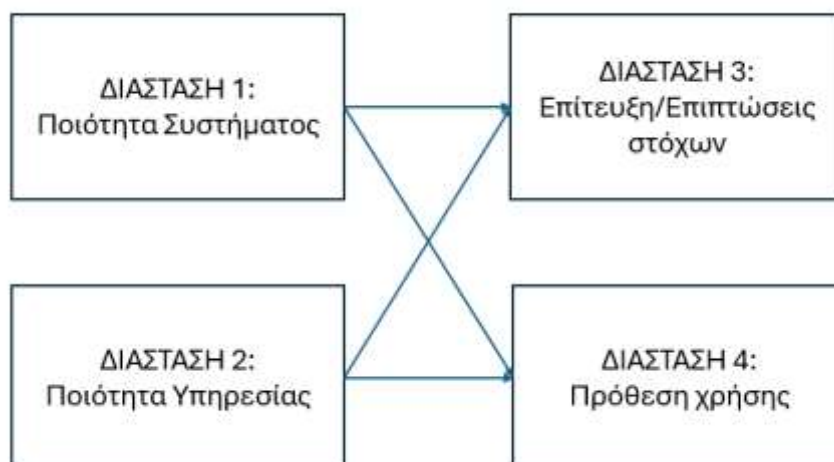 ΔΙΑΣΤΑΣΗ 1:
Ποιότητα Συστήματος
ΔΙΑΣΤΑΣΗ 3:
Επίτευξη/Επιπτώσεις
στόχων
ΔΙΑΣΤΑΣΗ 2:
Ποιότητα Υπηρεσίας
ΔΙΑΣΤΑΣΗ 4:
Πρόθεση χρήσης